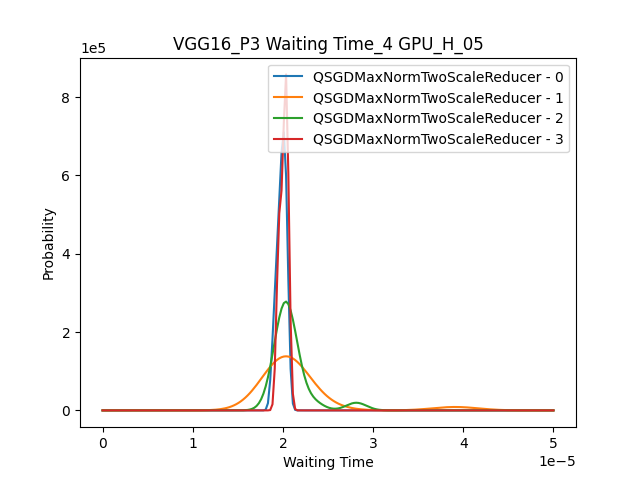 VGG16_P3 Waiting Time_4 GPU_H_05
1e5
QSGDMaxNormTwoScaleReducer - 0
QSGDMaxNormTwoScaleReducer - 1
QSGDMaxNormTwoScaleReducer - 2
QSGDMaxNormTwoScaleReducer - 3
8
6
4
2
0
Probability
0 1 2 3 4 5
1e−5
Waiting Time